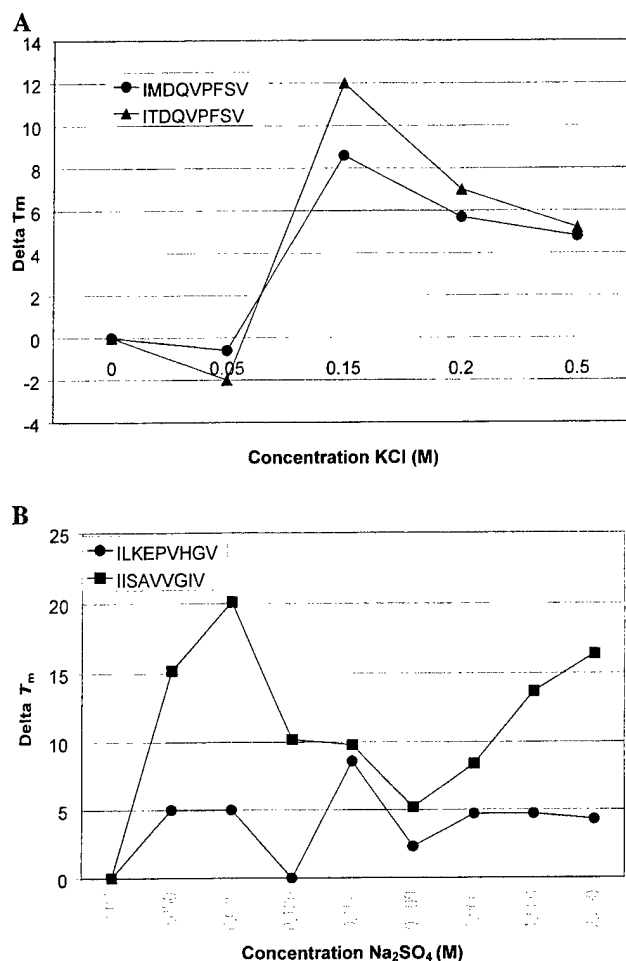 A
14
12
10
8
6
4
2
0
-2
-4
Delta Tm
IMDQVPFSV
ITDQVPFSV
0 0.05 0.15 0.2 0.5
Concentration KCl (M)
B
25
20
15
10
5
0
Delta Tm
ILKEPVHGV
IISAVVGIV
Concentration Na₂SO₄ (M)